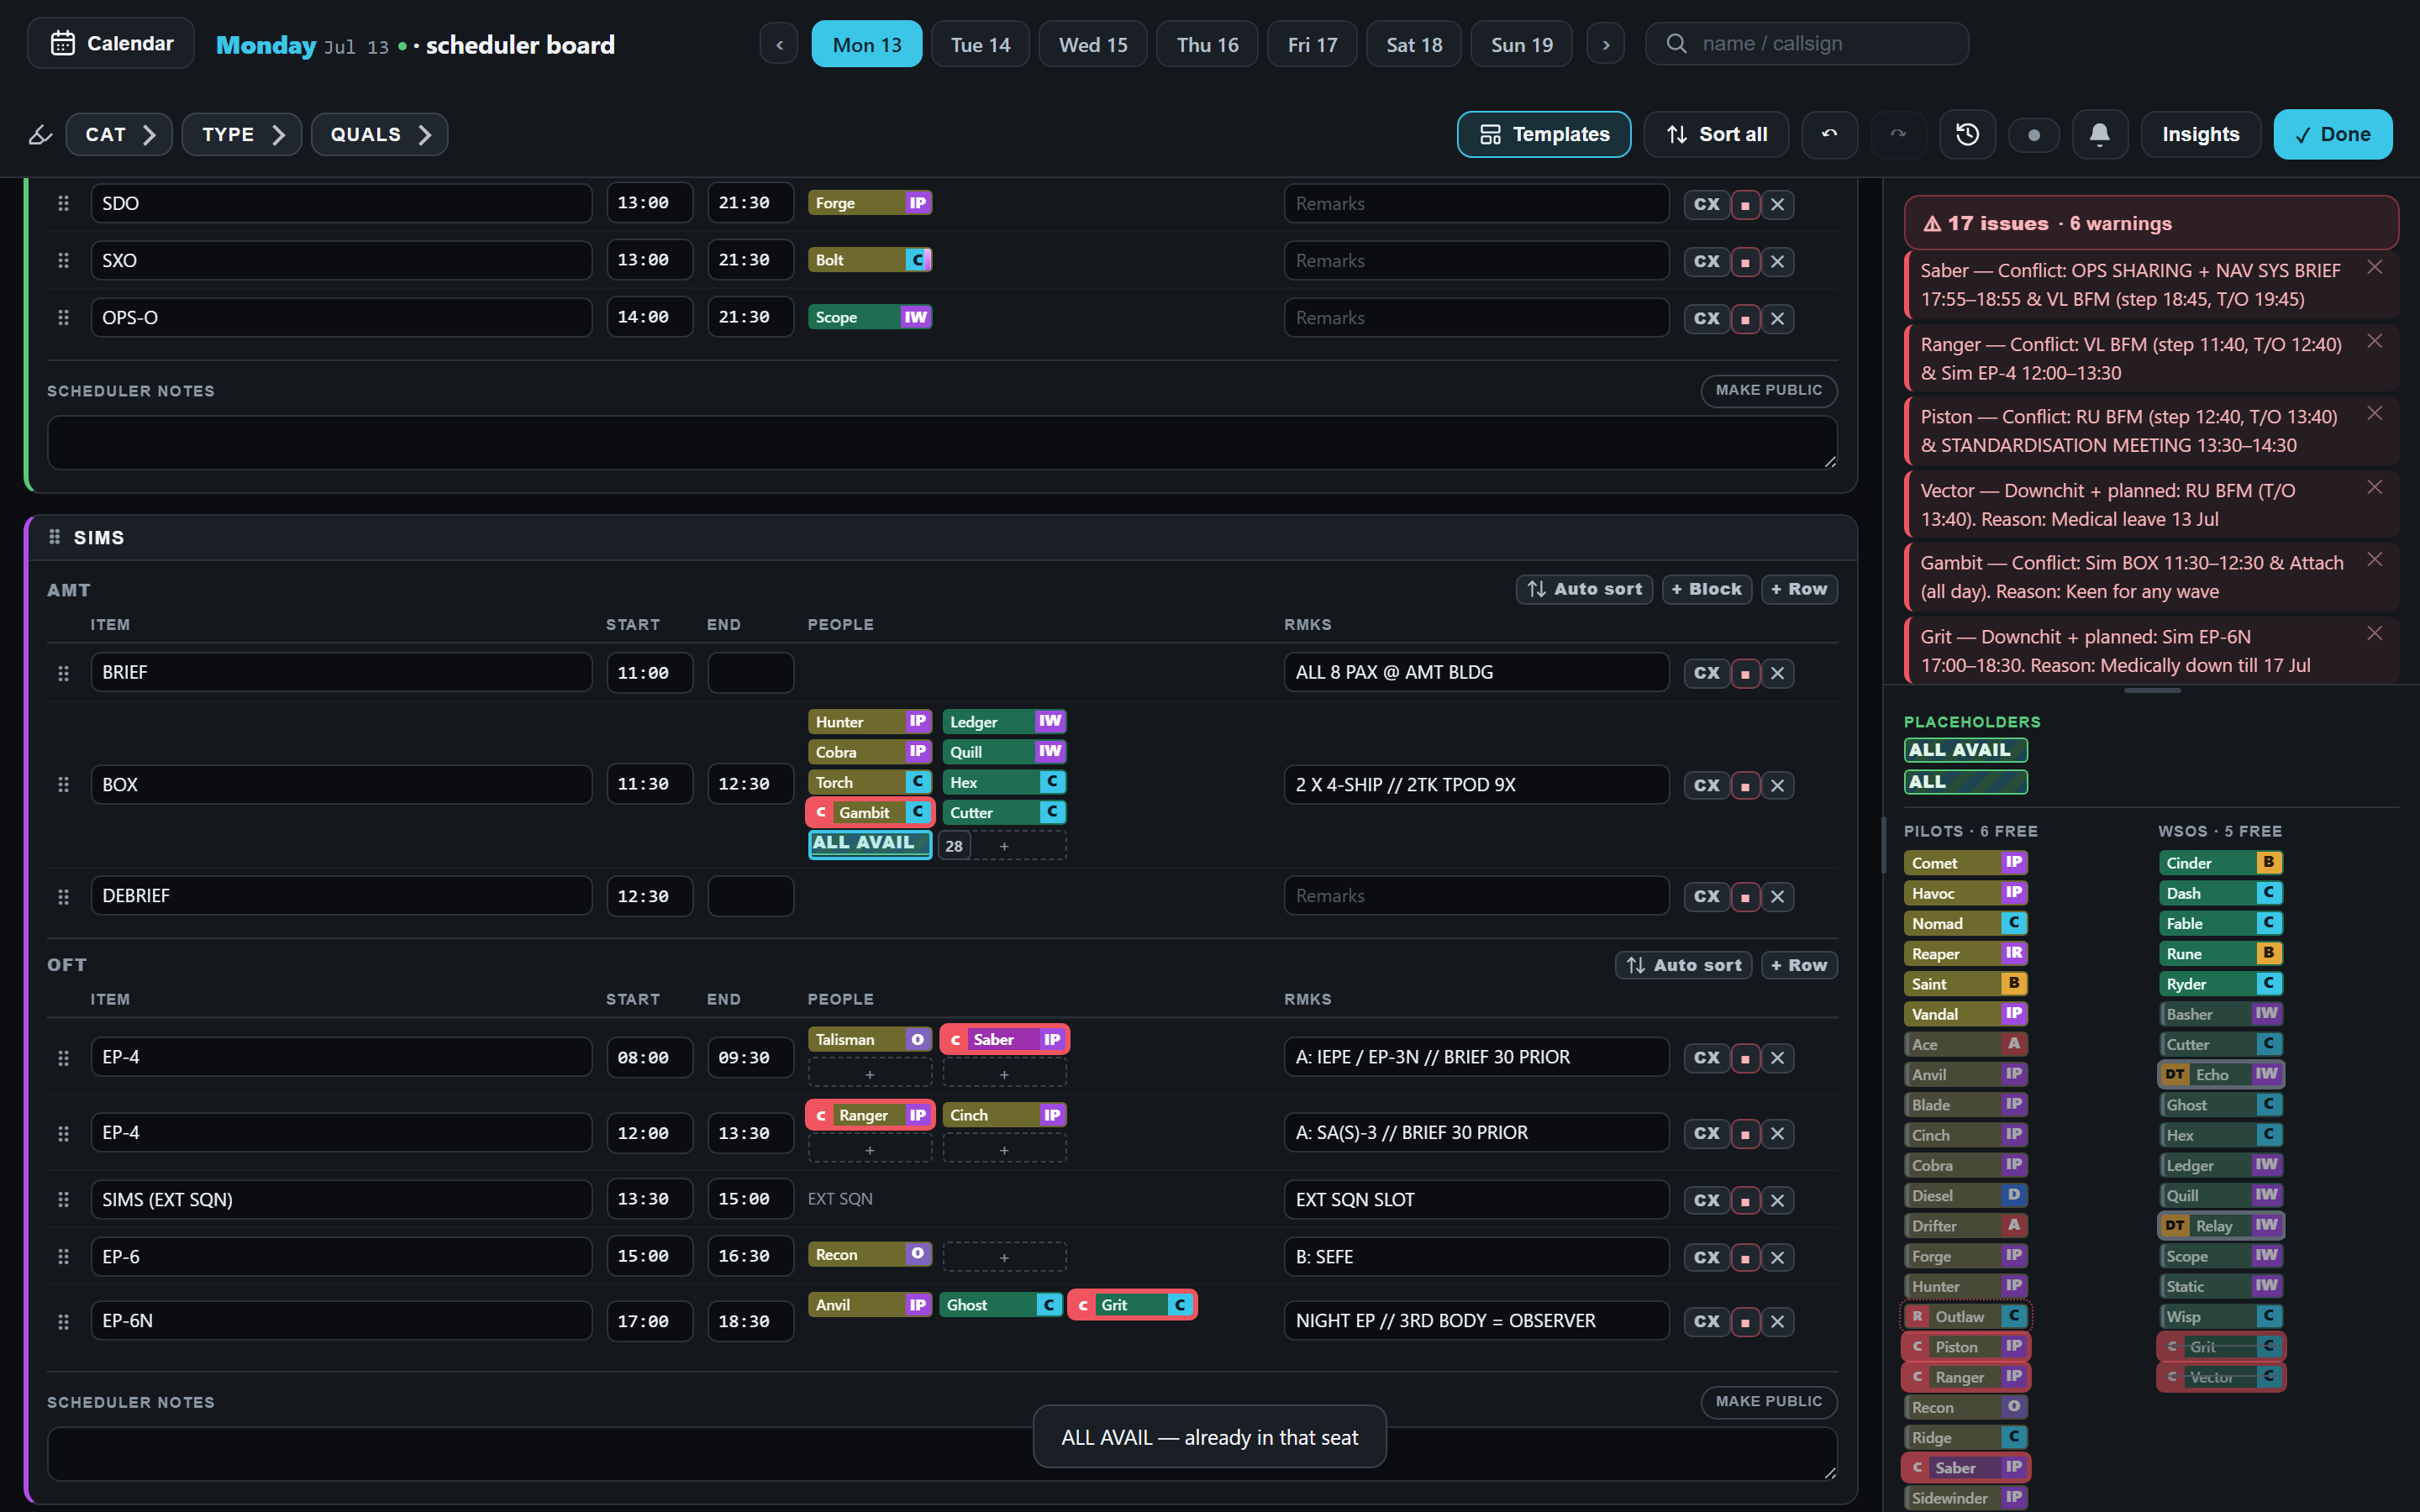 Calendar
Monday Jul 13 • · scheduler board
‹ Mon 13 Tue 14 Wed 15 Thu 16 Fri 17 Sat 18 Sun 19 ›
name / callsign
CAT TYPE QUALS
Templates Sort all Insights ✓ Done
SDO 13:00 21:30 Forge IP Remarks CX
SXO 13:00 21:30 Bolt C Remarks CX
OPS-O 14:00 21:30 Scope IW Remarks CX
SCHEDULER NOTES MAKE PUBLIC
SIMS
AMT Auto sort + Block + Row
ITEM START END PEOPLE RMKS
BRIEF 11:00 ALL 8 PAX @ AMT BLDG CX
Hunter IP Ledger IW
Cobra IP Quill IW
BOX 11:30 12:30 Torch C Hex C 2 X 4-SHIP // 2TK TPOD 9X CX
C Gambit C Cutter C
ALL AVAIL 28 +
DEBRIEF 12:30 Remarks CX
OFT Auto sort + Row
ITEM START END PEOPLE RMKS
EP-4 08:00 09:30 Talisman O C Saber IP A: IEPE / EP-3N // BRIEF 30 PRIOR CX
+ +
EP-4 12:00 13:30 C Ranger IP Cinch IP A: SA(S)-3 // BRIEF 30 PRIOR CX
+ +
SIMS (EXT SQN) 13:30 15:00 EXT SQN EXT SQN SLOT CX
EP-6 15:00 16:30 Recon O + B: SEFE CX
EP-6N 17:00 18:30 Anvil IP Ghost C C Grit C NIGHT EP // 3RD BODY = OBSERVER CX
SCHEDULER NOTES MAKE PUBLIC
ALL AVAIL — already in that seat
⚠ 17 issues · 6 warnings
Saber — Conflict: OPS SHARING + NAV SYS BRIEF
17:55–18:55 & VL BFM (step 18:45, T/O 19:45)
Ranger — Conflict: VL BFM (step 11:40, T/O 12:40)
& Sim EP-4 12:00–13:30
Piston — Conflict: RU BFM (step 12:40, T/O 13:40)
& STANDARDISATION MEETING 13:30–14:30
Vector — Downchit + planned: RU BFM (T/O
13:40). Reason: Medical leave 13 Jul
Gambit — Conflict: Sim BOX 11:30–12:30 & Attach
(all day). Reason: Keen for any wave
Grit — Downchit + planned: Sim EP-6N
17:00–18:30. Reason: Medically down till 17 Jul
PLACEHOLDERS
ALL AVAIL
ALL
PILOTS · 6 FREE WSOS · 5 FREE
Comet IP Cinder B
Havoc IP Dash C
Nomad C Fable C
Reaper IR Rune B
Saint B Ryder C
Vandal IP Basher IW
Ace A Cutter C
Anvil IP DT Echo IW
Blade IP Ghost C
Cinch IP Hex C
Cobra IP Ledger IW
Diesel D Quill IW
Drifter A DT Relay IW
Forge IP Scope IW
Hunter IP Static IW
R Outlaw C Wisp C
C Piston IP C Grit C
C Ranger IP C Vector C
Recon O
Ridge C
C Saber IP
Sidewinder IP